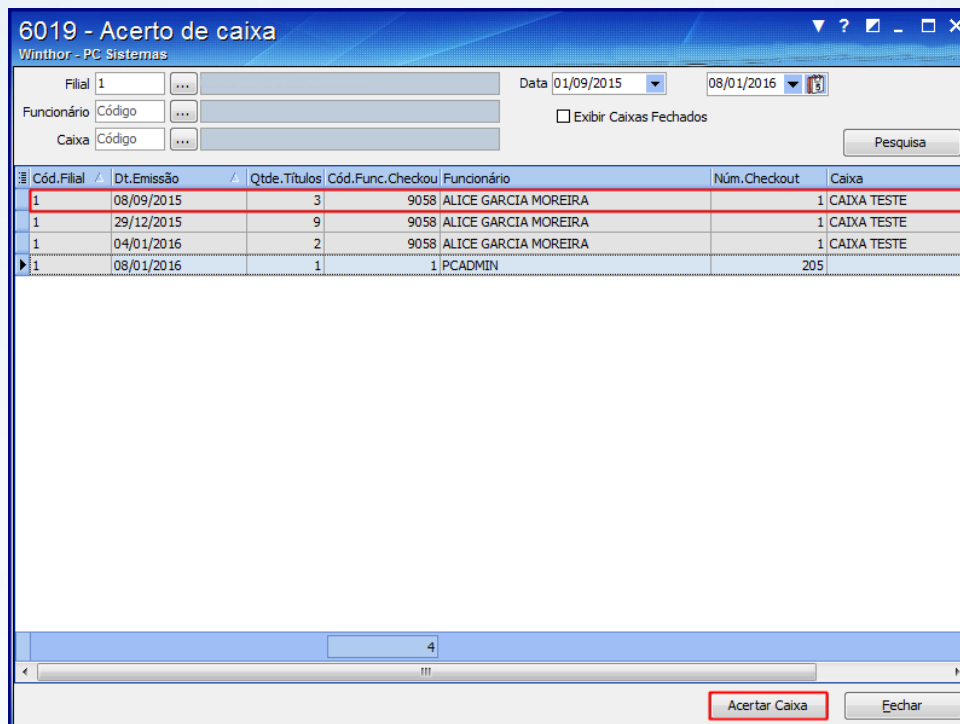 6019 - Acerto de caixa
Winthor - PC Sistemas
Filial 1 ... Data 01/09/2015 08/01/2016
Funcionário Código ... Exibir Caixas Fechados
Caixa Código ... Pesquisa
Cód.Filial Dt.Emissão Qtde.Títulos Cód.Func.Checkou Funcionário Núm.Checkout Caixa
1 08/09/2015 3 9058 ALICE GARCIA MOREIRA 1 CAIXA TESTE
1 29/12/2015 9 9058 ALICE GARCIA MOREIRA 1 CAIXA TESTE
1 04/01/2016 2 9058 ALICE GARCIA MOREIRA 1 CAIXA TESTE
1 08/01/2016 1 1 PCADMIN 205
4
Acertar Caixa Fechar